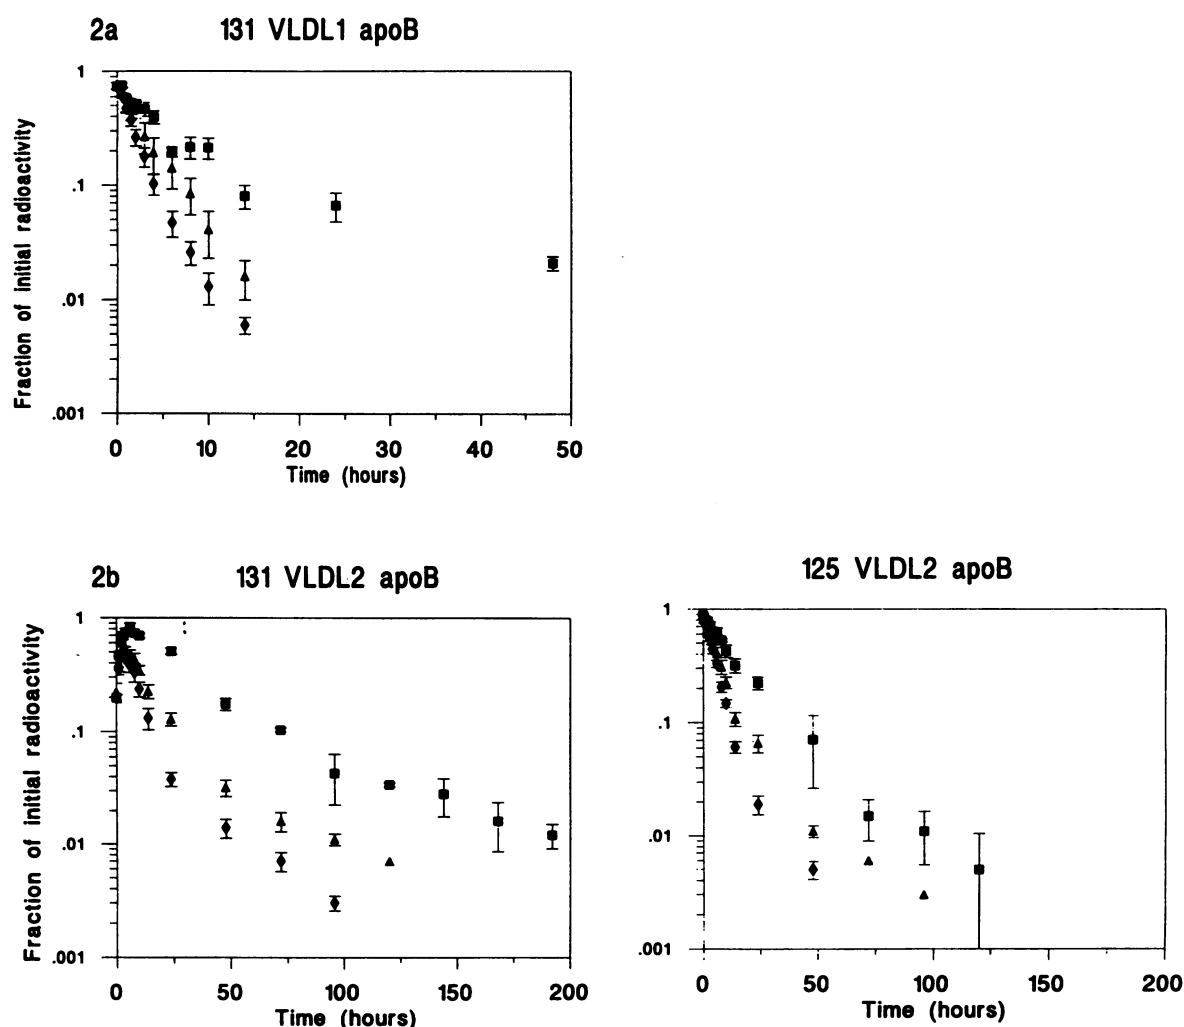 2a 131 VLDL1 apoB
1
.1
.01
.001
Fraction of initial radioactivity
0 10 20 30 40 50
Time (hours)
2b 131 VLDL2 apoB
1
.1
.01
.001
Fraction of initial radioactivity
0 50 100 150 200
Time (hours)
125 VLDL2 apoB
1
.1
.01
.001
0 50 100 150 200
Time (hours)